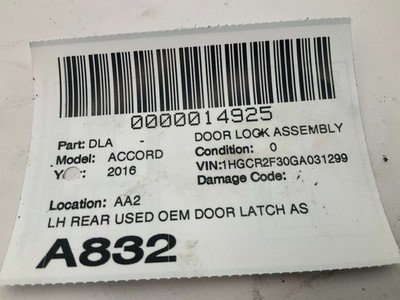 0000014925
Part: DLA - DOOR LOOK ASSEMBLY
Model: ACCORD Condition: 0
2016 VIN:1HGCR2F30GA031299
Damage Code:
Location: AA2
LH REAR USED OEM DOOR LATCH AS
A832